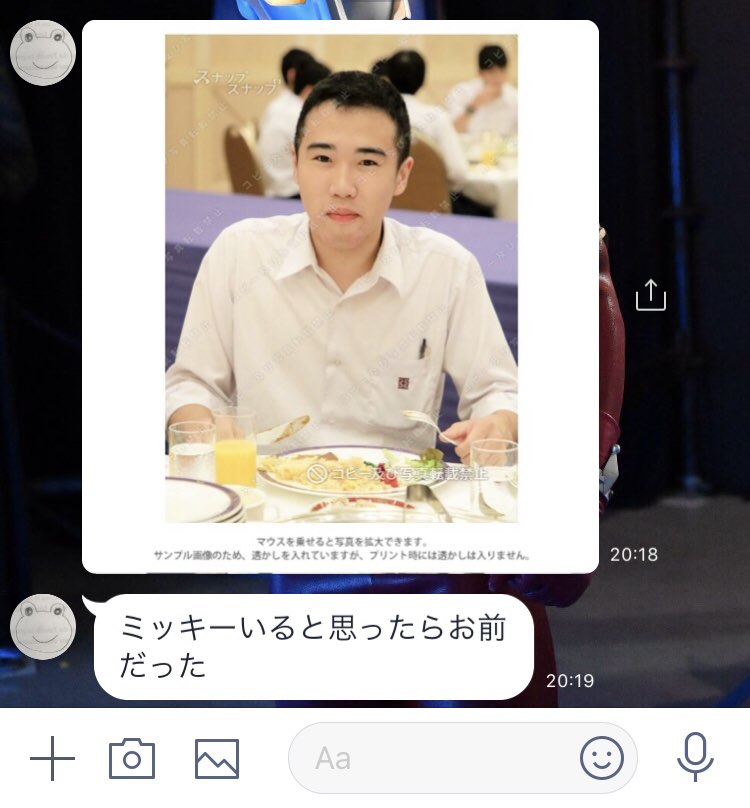 スナップスナップ
コピー及び写真転載禁止
マウスを乗せると写真を拡大できます。
サンプル画像のため、透かしを入れていますが、プリント時には透かしは入りません。
20:18
ミッキーいると思ったらお前
だった
20:19
Aa